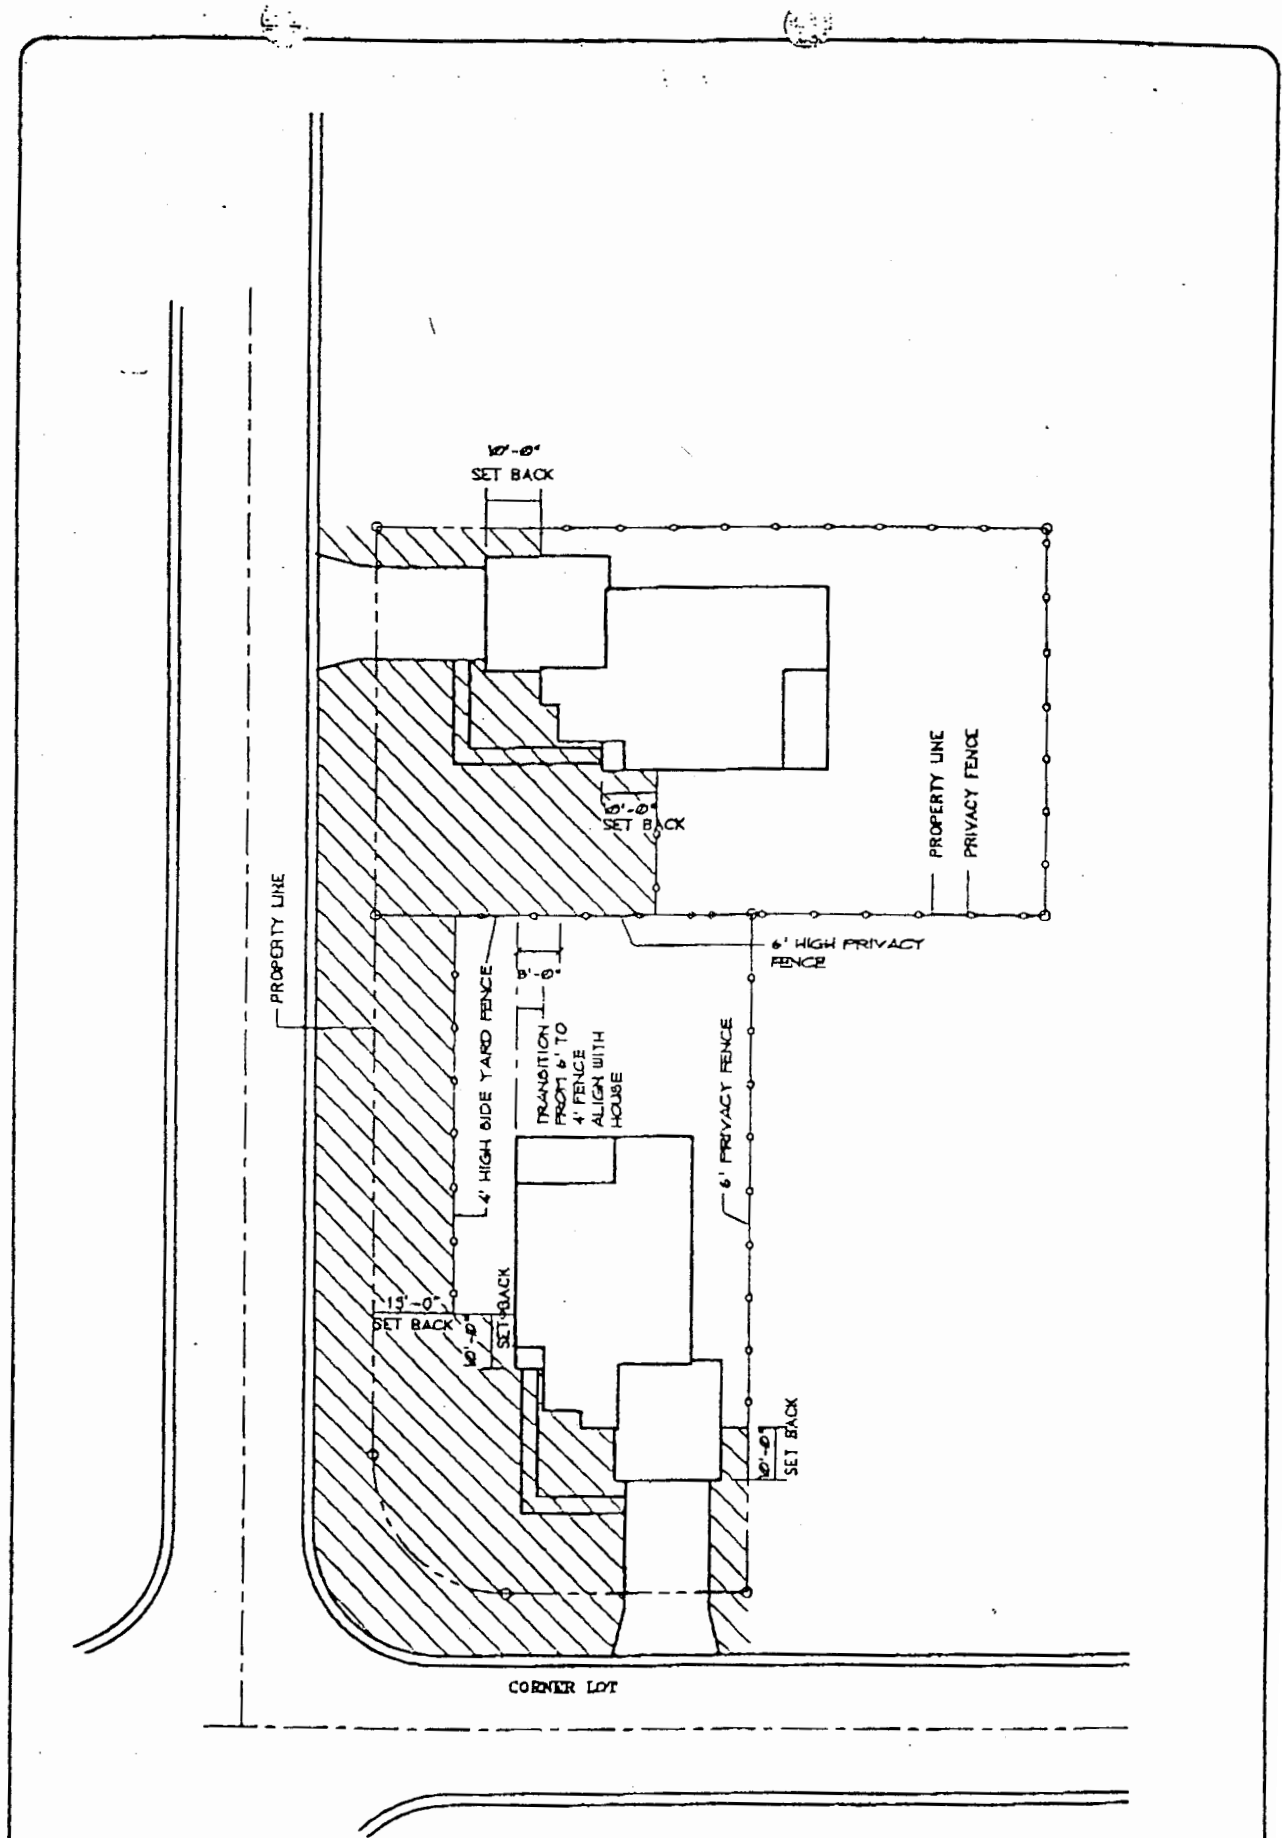 10'-0"
SET BACK
10'-0"
SET BACK
PROPERTY LINE
PRIVACY FENCE
PROPERTY LINE
6' HIGH PRIVACY
FENCE
8'-0"
4' HIGH SIDE YARD FENCE
TRANSITION
FROM 6' TO
4' FENCE
ALIGN WITH
HOUSE
6' PRIVACY FENCE
15'-0"
SET BACK
10'-0"
SET BACK
10'-0"
SET BACK
CORNER LOT